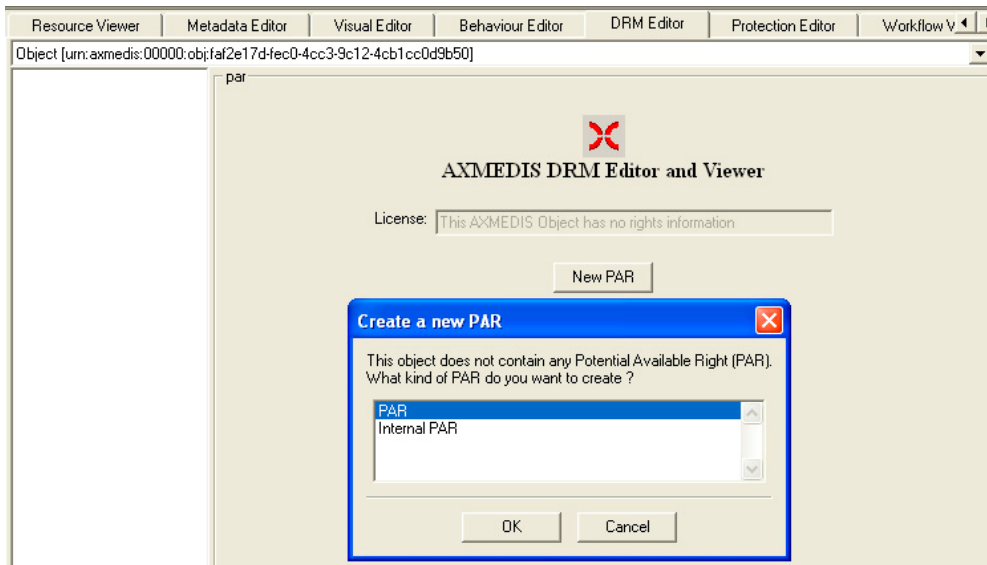 Resource Viewer Metadata Editor Visual Editor Behaviour Editor DRM Editor Protection Editor Workflow V
Object [urn:axmedis:00000:obj:faf2e17d-fec0-4cc3-9c12-4cb1cc0d9b50]
par
AXMEDIS DRM Editor and Viewer
License: This AXMEDIS Object has no rights information
New PAR
Create a new PAR
This object does not contain any Potential Available Right (PAR).
What kind of PAR do you want to create ?
PAR
Internal PAR
OK Cancel